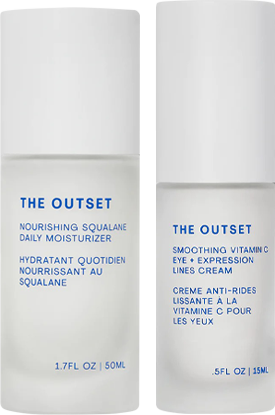 THE OUTSET
NOURISHING SQUALANE
DAILY MOISTURIZER
HYDRATANT QUOTIDIEN
NOURRISSANT AU
SQUALANE
1.7FL OZ | 50ML
THE OUTSET
SMOOTHING VITAMIN C
EYE + EXPRESSION
LINES CREAM
CREME ANTI-RIDES
LISSANTE À LA
VITAMINE C POUR
LES YEUX
.5FL OZ | 15ML